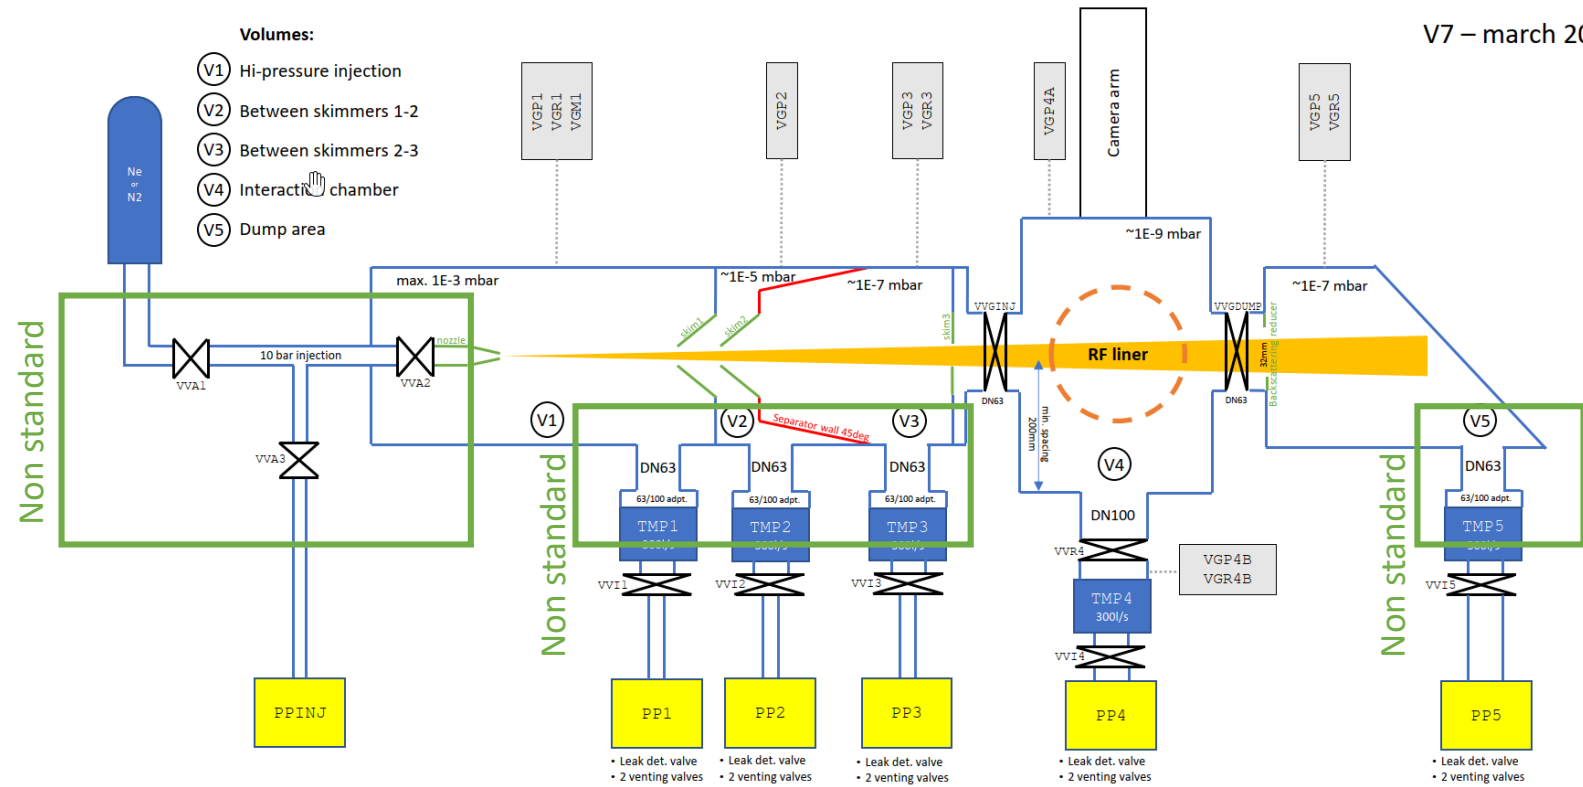 V7 – march 20
Volumes:
V1 Hi-pressure injection
V2 Between skimmers 1-2
V3 Between skimmers 2-3
V4 Interaction chamber
V5 Dump area
Ne
or
N2
VGP1
VGR1
VGM1
VGP2
VGP3
VGR3
VGP4A
Camera arm
VGP5
VGR5
max. 1E-3 mbar
~1E-5 mbar
~1E-7 mbar
~1E-9 mbar
~1E-7 mbar
Non standard
VVA1
10 bar injection
VVA2
nozzle
VVA3
skim1
skim2
skim3
Separator wall 45deg
VVGINJ
DN63
RF liner
min. spacing
200mm
VVGDUMP
DN63
32mm
Backscattering reducer
V1
V2
V3
V4
V5
Non standard
DN63
63/100 adpt.
TMP1
300l/s
VVI1
DN63
63/100 adpt.
TMP2
300l/s
VVI2
DN63
63/100 adpt.
TMP3
300l/s
VVI3
DN100
VVR4
VGP4B
VGR4B
TMP4
300l/s
VVI4
Non standard
DN63
63/100 adpt.
TMP5
300l/s
VVI5
PPINJ
PP1
• Leak det. valve
• 2 venting valves
PP2
• Leak det. valve
• 2 venting valves
PP3
• Leak det. valve
• 2 venting valves
PP4
• Leak det. valve
• 2 venting valves
PP5
• Leak det. valve
• 2 venting valves